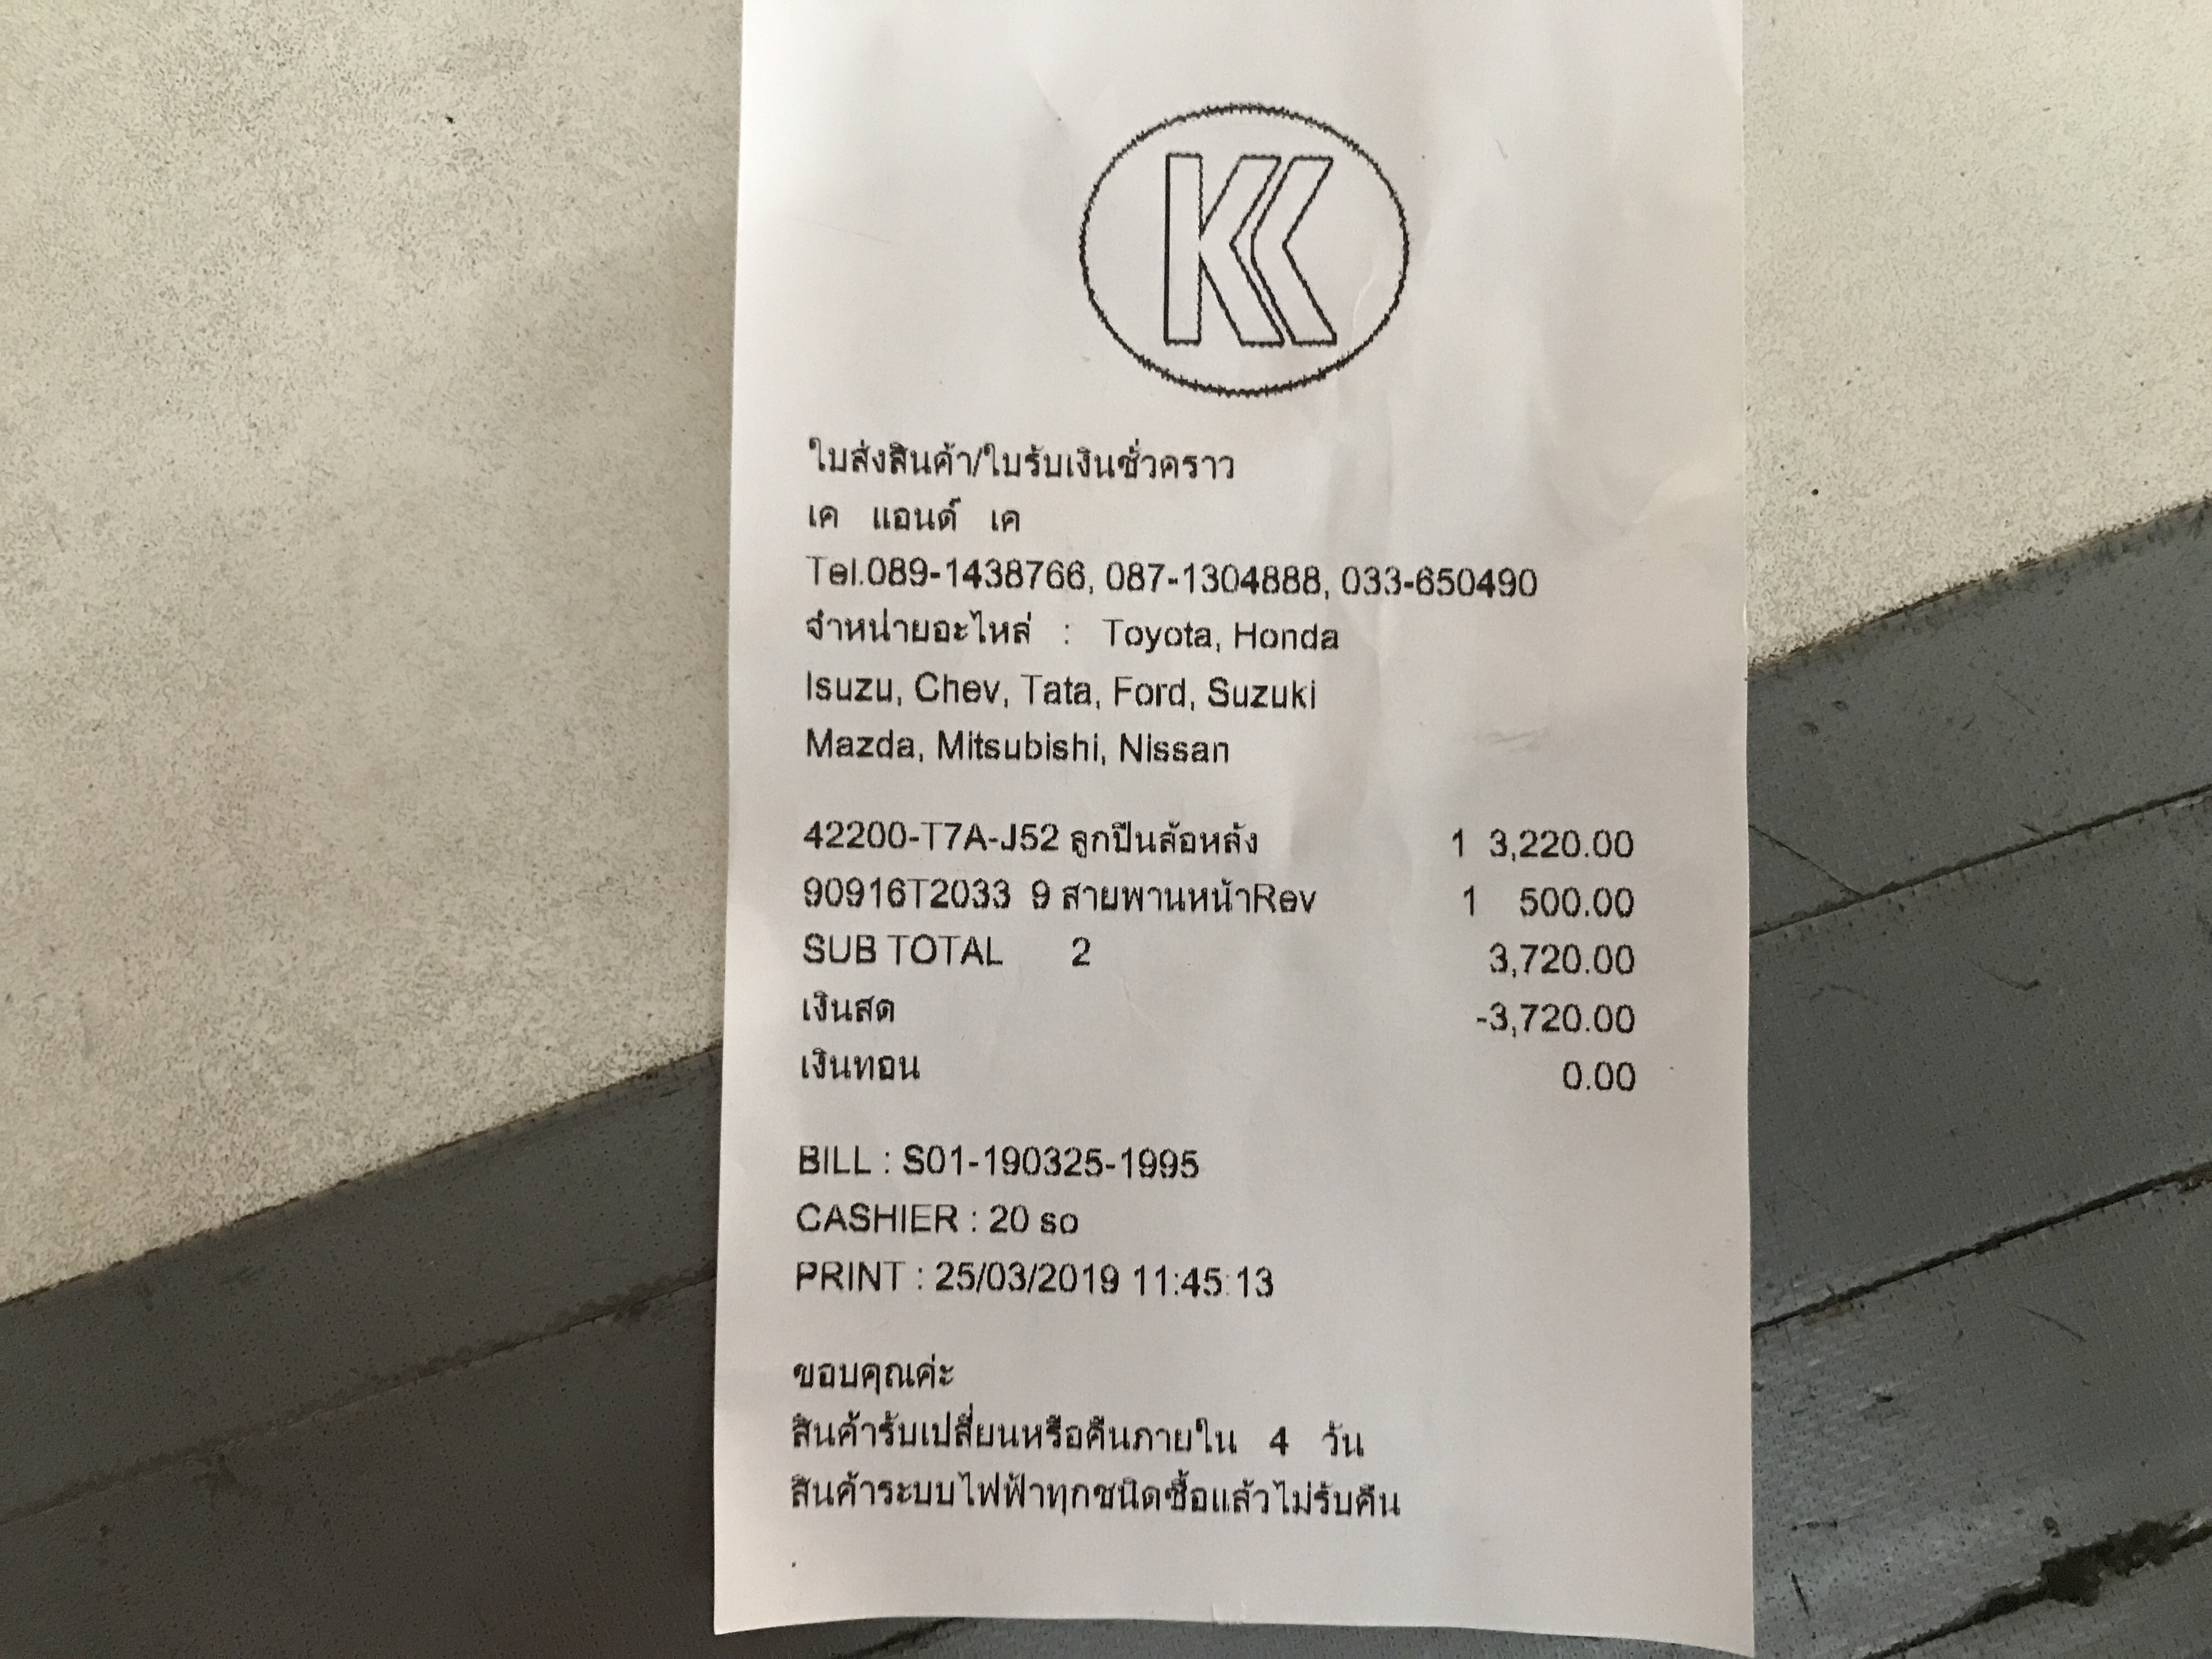 KK
ใบส่งสินค้า/ใบรับเงินชั่วคราว
เค แอนด์ เค
Tel.089-1438766, 087-1304888, 033-650490
จำหน่ายอะไหล่ : Toyota, Honda
Isuzu, Chev, Tata, Ford, Suzuki
Mazda, Mitsubishi, Nissan
42200-T7A-J52 ลูกปืนล้อหลัง 1 3,220.00
90916T2033 9 สายพานหน้าRev 1 500.00
SUB TOTAL 2 3,720.00
เงินสด -3,720.00
เงินทอน 0.00
BILL : S01-190325-1995
CASHIER : 20 so
PRINT : 25/03/2019 11:45:13
ขอบคุณค่ะ
สินค้ารับเปลี่ยนหรือคืนภายใน 4 วัน
สินค้าระบบไฟฟ้าทุกชนิดซื้อแล้วไม่รับคืน